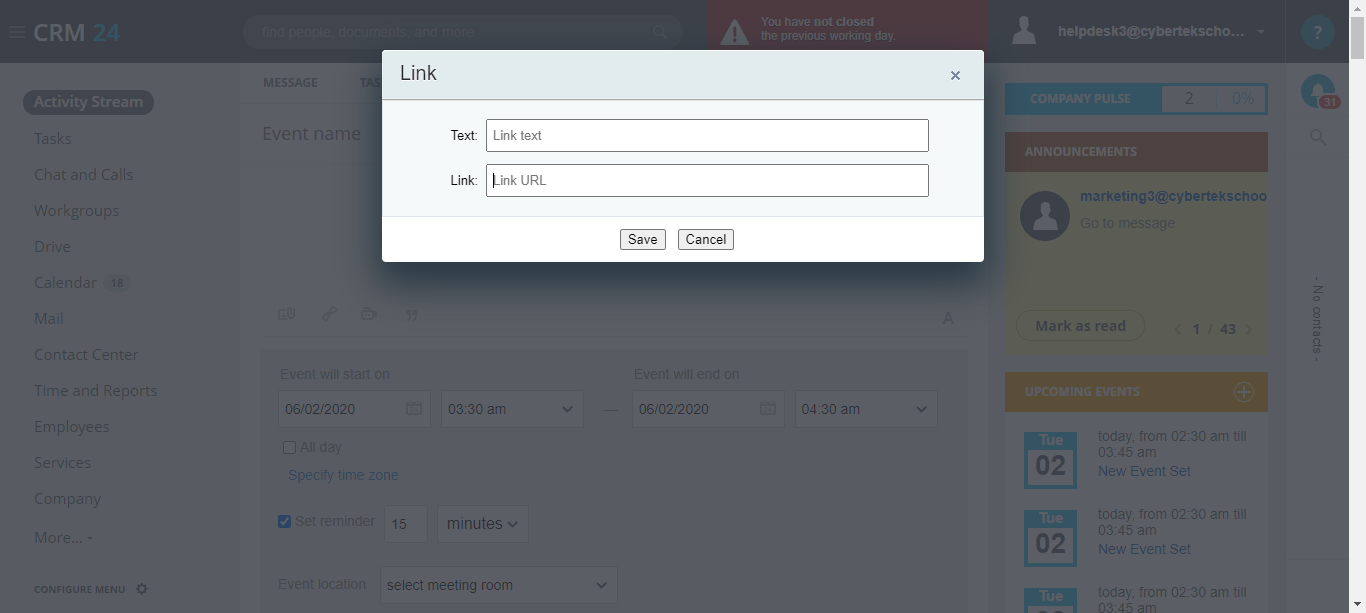 CRM 24
find people, documents, and more
You have not closed
the previous working day.
helpdesk3@cybertekscho...
?
Activity Stream
Tasks
Chat and Calls
Workgroups
Drive
Calendar 18
Mail
Contact Center
Time and Reports
Employees
Services
Company
More...
CONFIGURE MENU
MESSAGE
TAS
Event name
Link
×
Text: Link text
Link: Link URL
Save Cancel
A
Event will start on
Event will end on
06/02/2020 03:30 am — 06/02/2020 04:30 am
All day
Specify time zone
Set reminder 15 minutes
Event location select meeting room
COMPANY PULSE 2 0%
ANNOUNCEMENTS
marketing3@cybertekschoo
Go to message
Mark as read
1 / 43
UPCOMING EVENTS
Tue
02
today, from 02:30 am till
03:45 am
New Event Set
Tue
02
today, from 02:30 am till
03:45 am
New Event Set
Tue
today, from 02:30 am till
03:45 am
31
- No contacts -